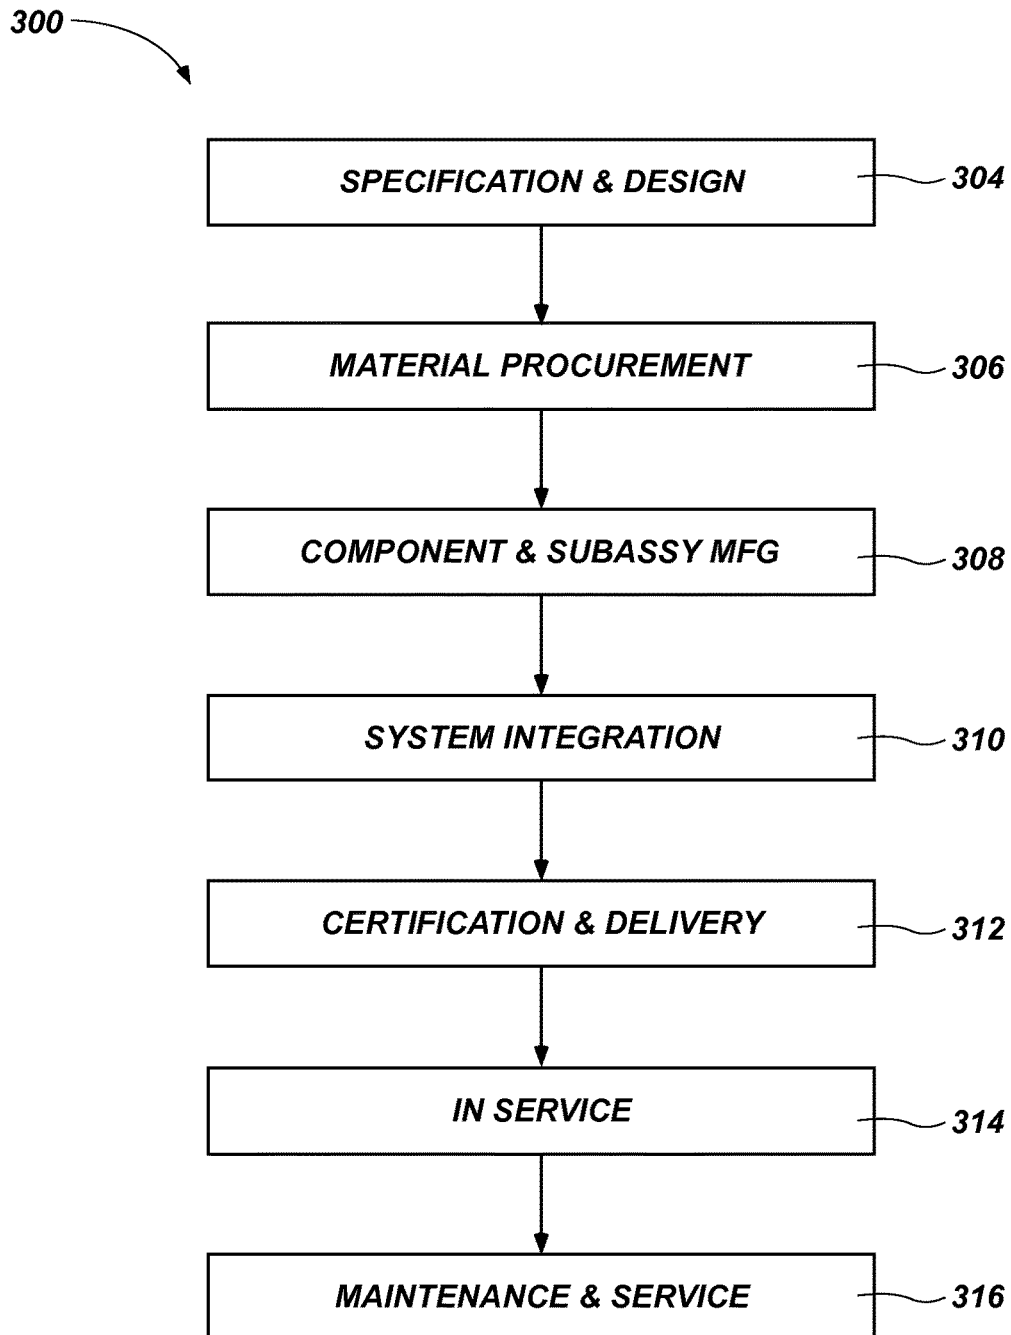 300
SPECIFICATION & DESIGN 304
MATERIAL PROCUREMENT 306
COMPONENT & SUBASSY MFG 308
SYSTEM INTEGRATION 310
CERTIFICATION & DELIVERY 312
IN SERVICE 314
MAINTENANCE & SERVICE 316